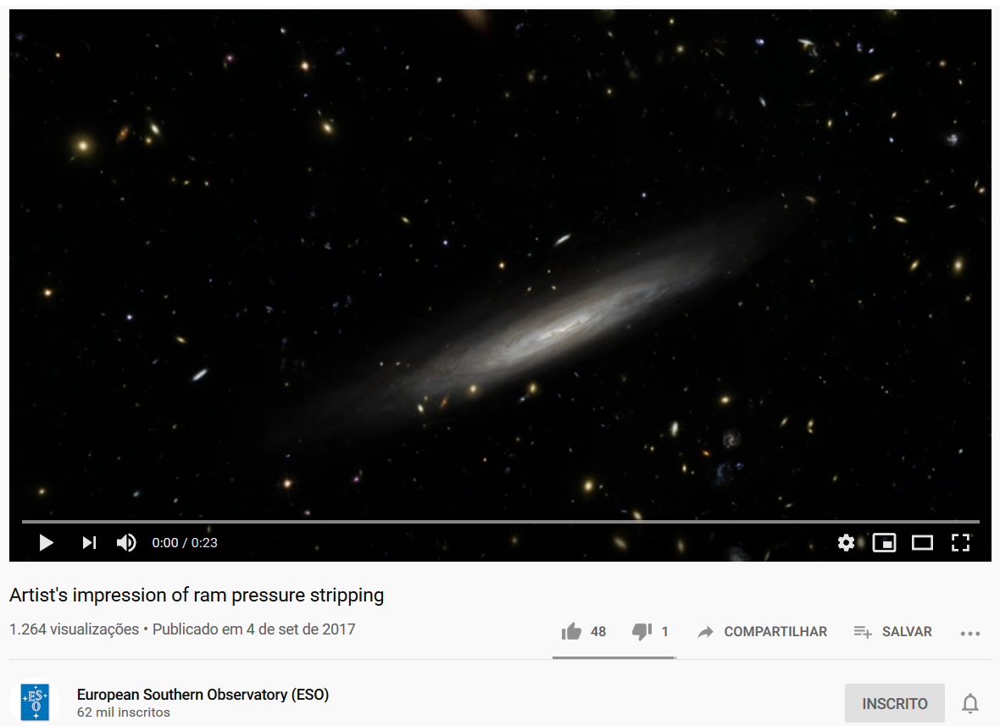 0:00 / 0:23
Artist's impression of ram pressure stripping
1.264 visualizações • Publicado em 4 de set de 2017
48 1 COMPARTILHAR SALVAR
ESO
European Southern Observatory (ESO)
62 mil inscritos
INSCRITO